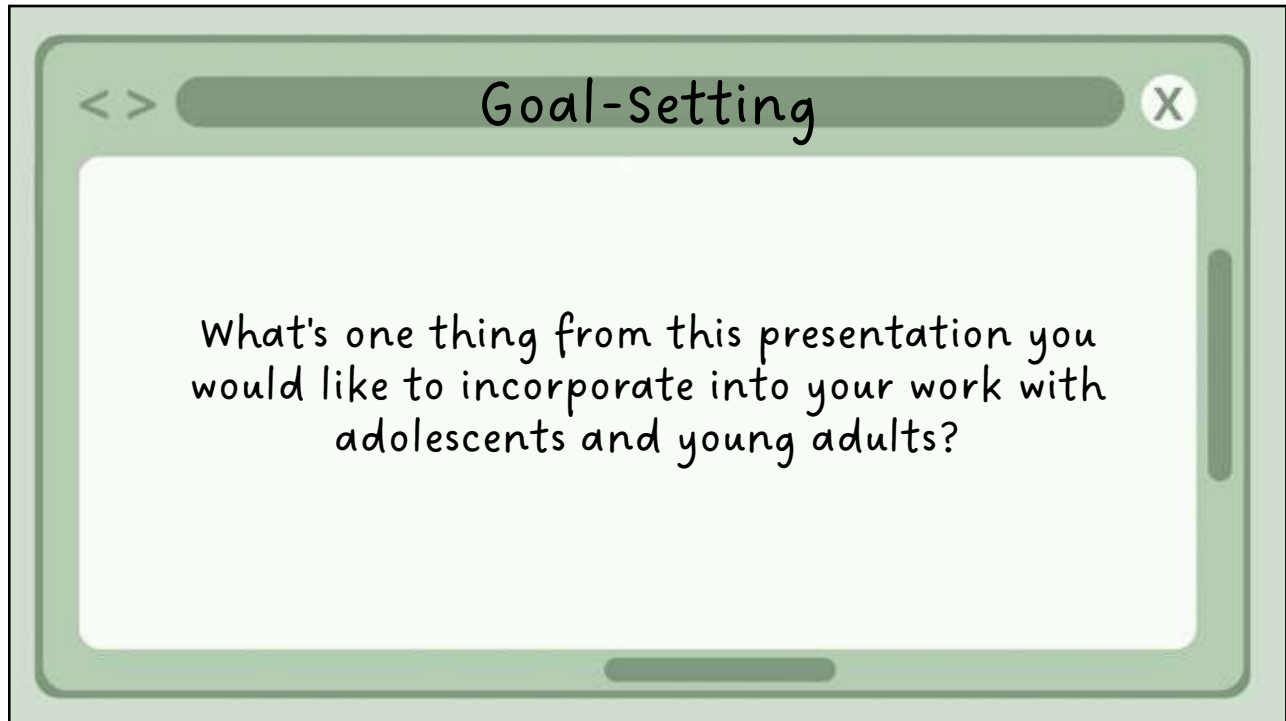 < >
Goal-Setting
X
What's one thing from this presentation you
would like to incorporate into your work with
adolescents and young adults?